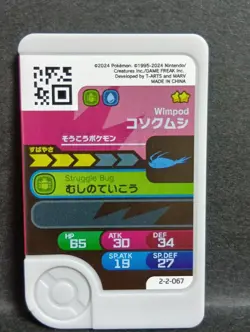 ©2024 Pokémon. ©1995-2024 Nintendo/
Creatures Inc./GAME FREAK Inc.
Developed by T-ARTS and MARV
MADE IN CHINA
Wimpod
コソクムシ
そうこうポケモン
すばやさ
Struggle Bug
むしのていこう
HP 65
ATK 30
DEF 34
SP.ATK 19
SP.DEF 27
2-2-067